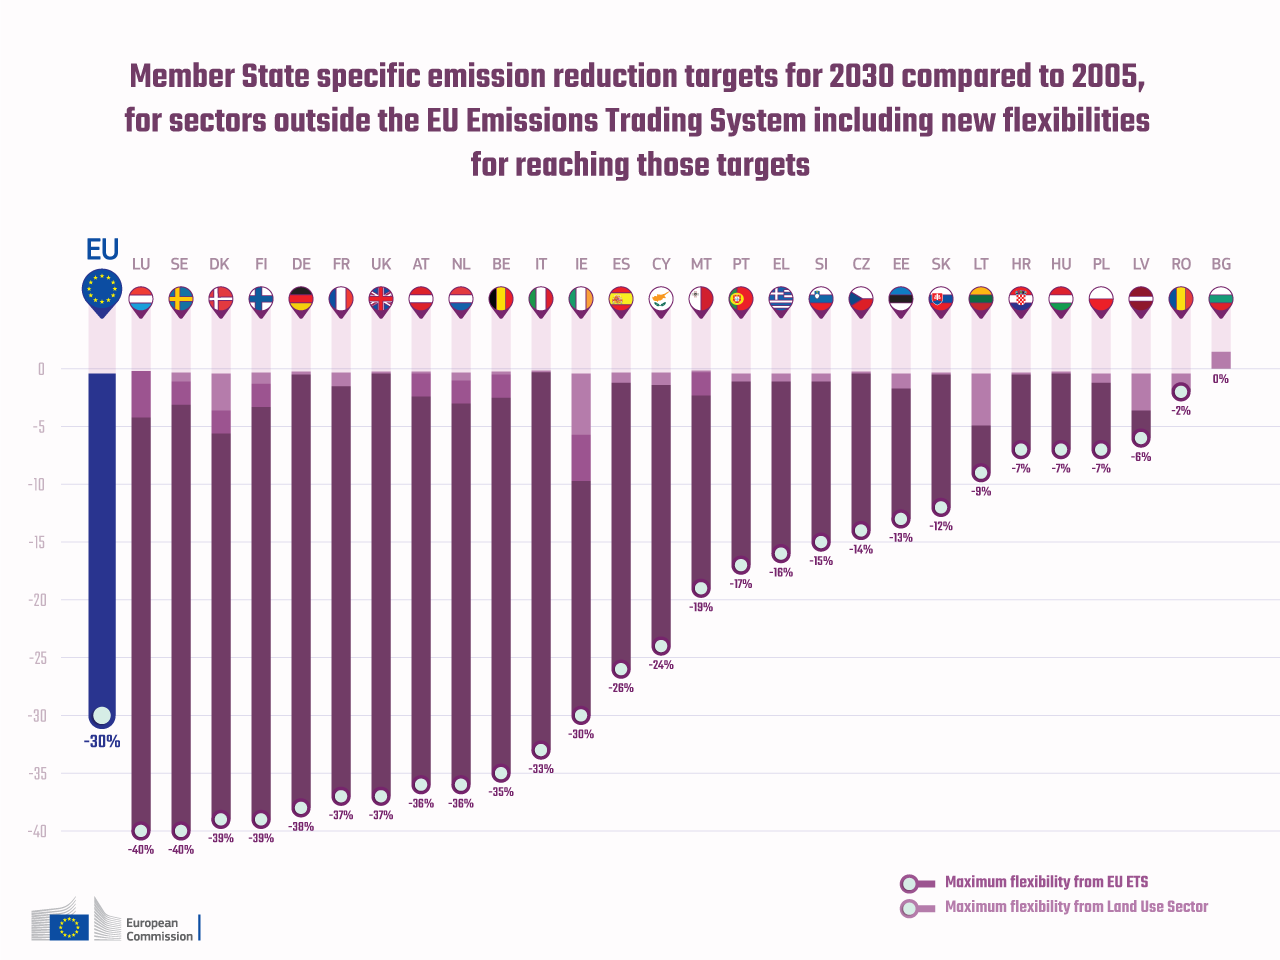 Member State specific emission reduction targets for 2030 compared to 2005,
for sectors outside the EU Emissions Trading System including new flexibilities
for reaching those targets
EU LU SE DK FI DE FR UK AT NL BE IT IE ES CY MT PT EL SI CZ EE SK LT HR HU PL LV RO BG
0
-5
-10
-15
-20
-25
-30
-35
-40
-30% -40% -40% -39% -39% -38% -37% -37% -36% -36% -35% -33% -30% -26% -24% -19% -17% -16% -15% -14% -13% -12% -9% -7% -7% -7% -6% -2% 0%
Maximum flexibility from EU ETS
Maximum flexibility from Land Use Sector
European
Commission